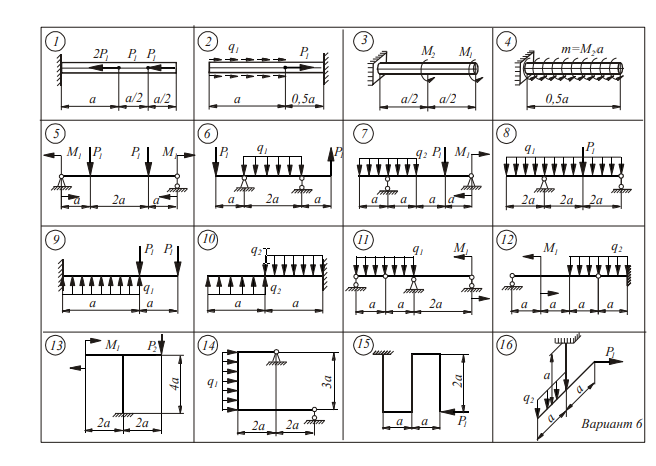 1
2P₁ P₁ P₁
a a/2 a/2
2
q₁ P₁
a 0,5a
3
M₂ M₁
a/2 a/2
4
m=M₂·a
0,5a
5
M₁ P₁ P₁ M₁
a 2a a
6
P₁ q₁ P₁
a 2a a
7
q₂ P₁ M₁
a a a a
8
q₁ P₁
2a 2a 2a
9
P₁ P₁
q₁
a a
10
q₂
q₂
a a
11
q₁ M₁
a a 2a
12
M₁ q₂
a a a a
13
M₁ P₂
4a
2a 2a
14
q₁
3a
2a 2a
15
2a
a a P₁
16
P₁
a
q₂
a
a
Вариант 6